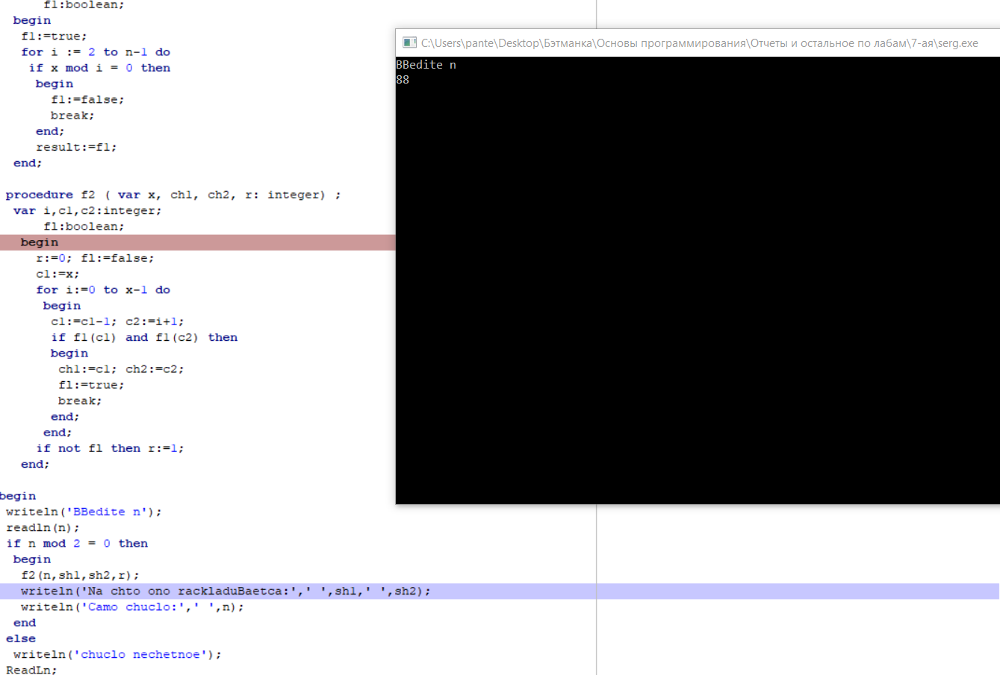 fl:boolean;
begin
fl:=true;
for i := 2 to n-1 do
if x mod i = 0 then
begin
fl:=false;
break;
end;
result:=fl;
end;
procedure f2 ( var x, ch1, ch2, r: integer) ;
var i,c1,c2:integer;
fl:boolean;
begin
r:=0; fl:=false;
c1:=x;
for i:=0 to x-1 do
begin
c1:=c1-1; c2:=i+1;
if f1(c1) and f1(c2) then
begin
ch1:=c1; ch2:=c2;
fl:=true;
break;
end;
end;
if not fl then r:=1;
end;
begin
writeln('BBedite n');
readln(n);
if n mod 2 = 0 then
begin
f2(n,sh1,sh2,r);
writeln('Na chto ono rackladuBaetca:',' ',sh1,' ',sh2);
writeln('Camo chuclo:',' ',n);
end
else
writeln('chuclo nechetnoe');
ReadLn;
C:\Users\pante\Desktop\Бэтманка\Основы программирования\Отчеты и остальное по лабам\7-ая\serg.exe
BBedite n
88